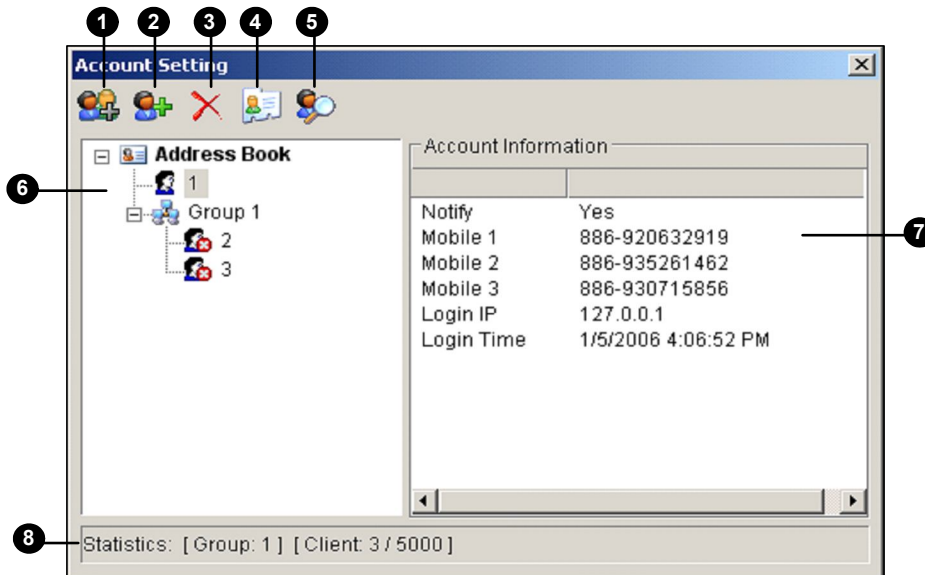 1 2 3 4 5
Account Setting
Address Book
1
Group 1
2
3
6
Account Information
Notify Yes
Mobile 1 886-920632919
Mobile 2 886-935261462
Mobile 3 886-930715856
Login IP 127.0.0.1
Login Time 1/5/2006 4:06:52 PM
7
8
Statistics: [ Group: 1 ] [ Client: 3 / 5000 ]